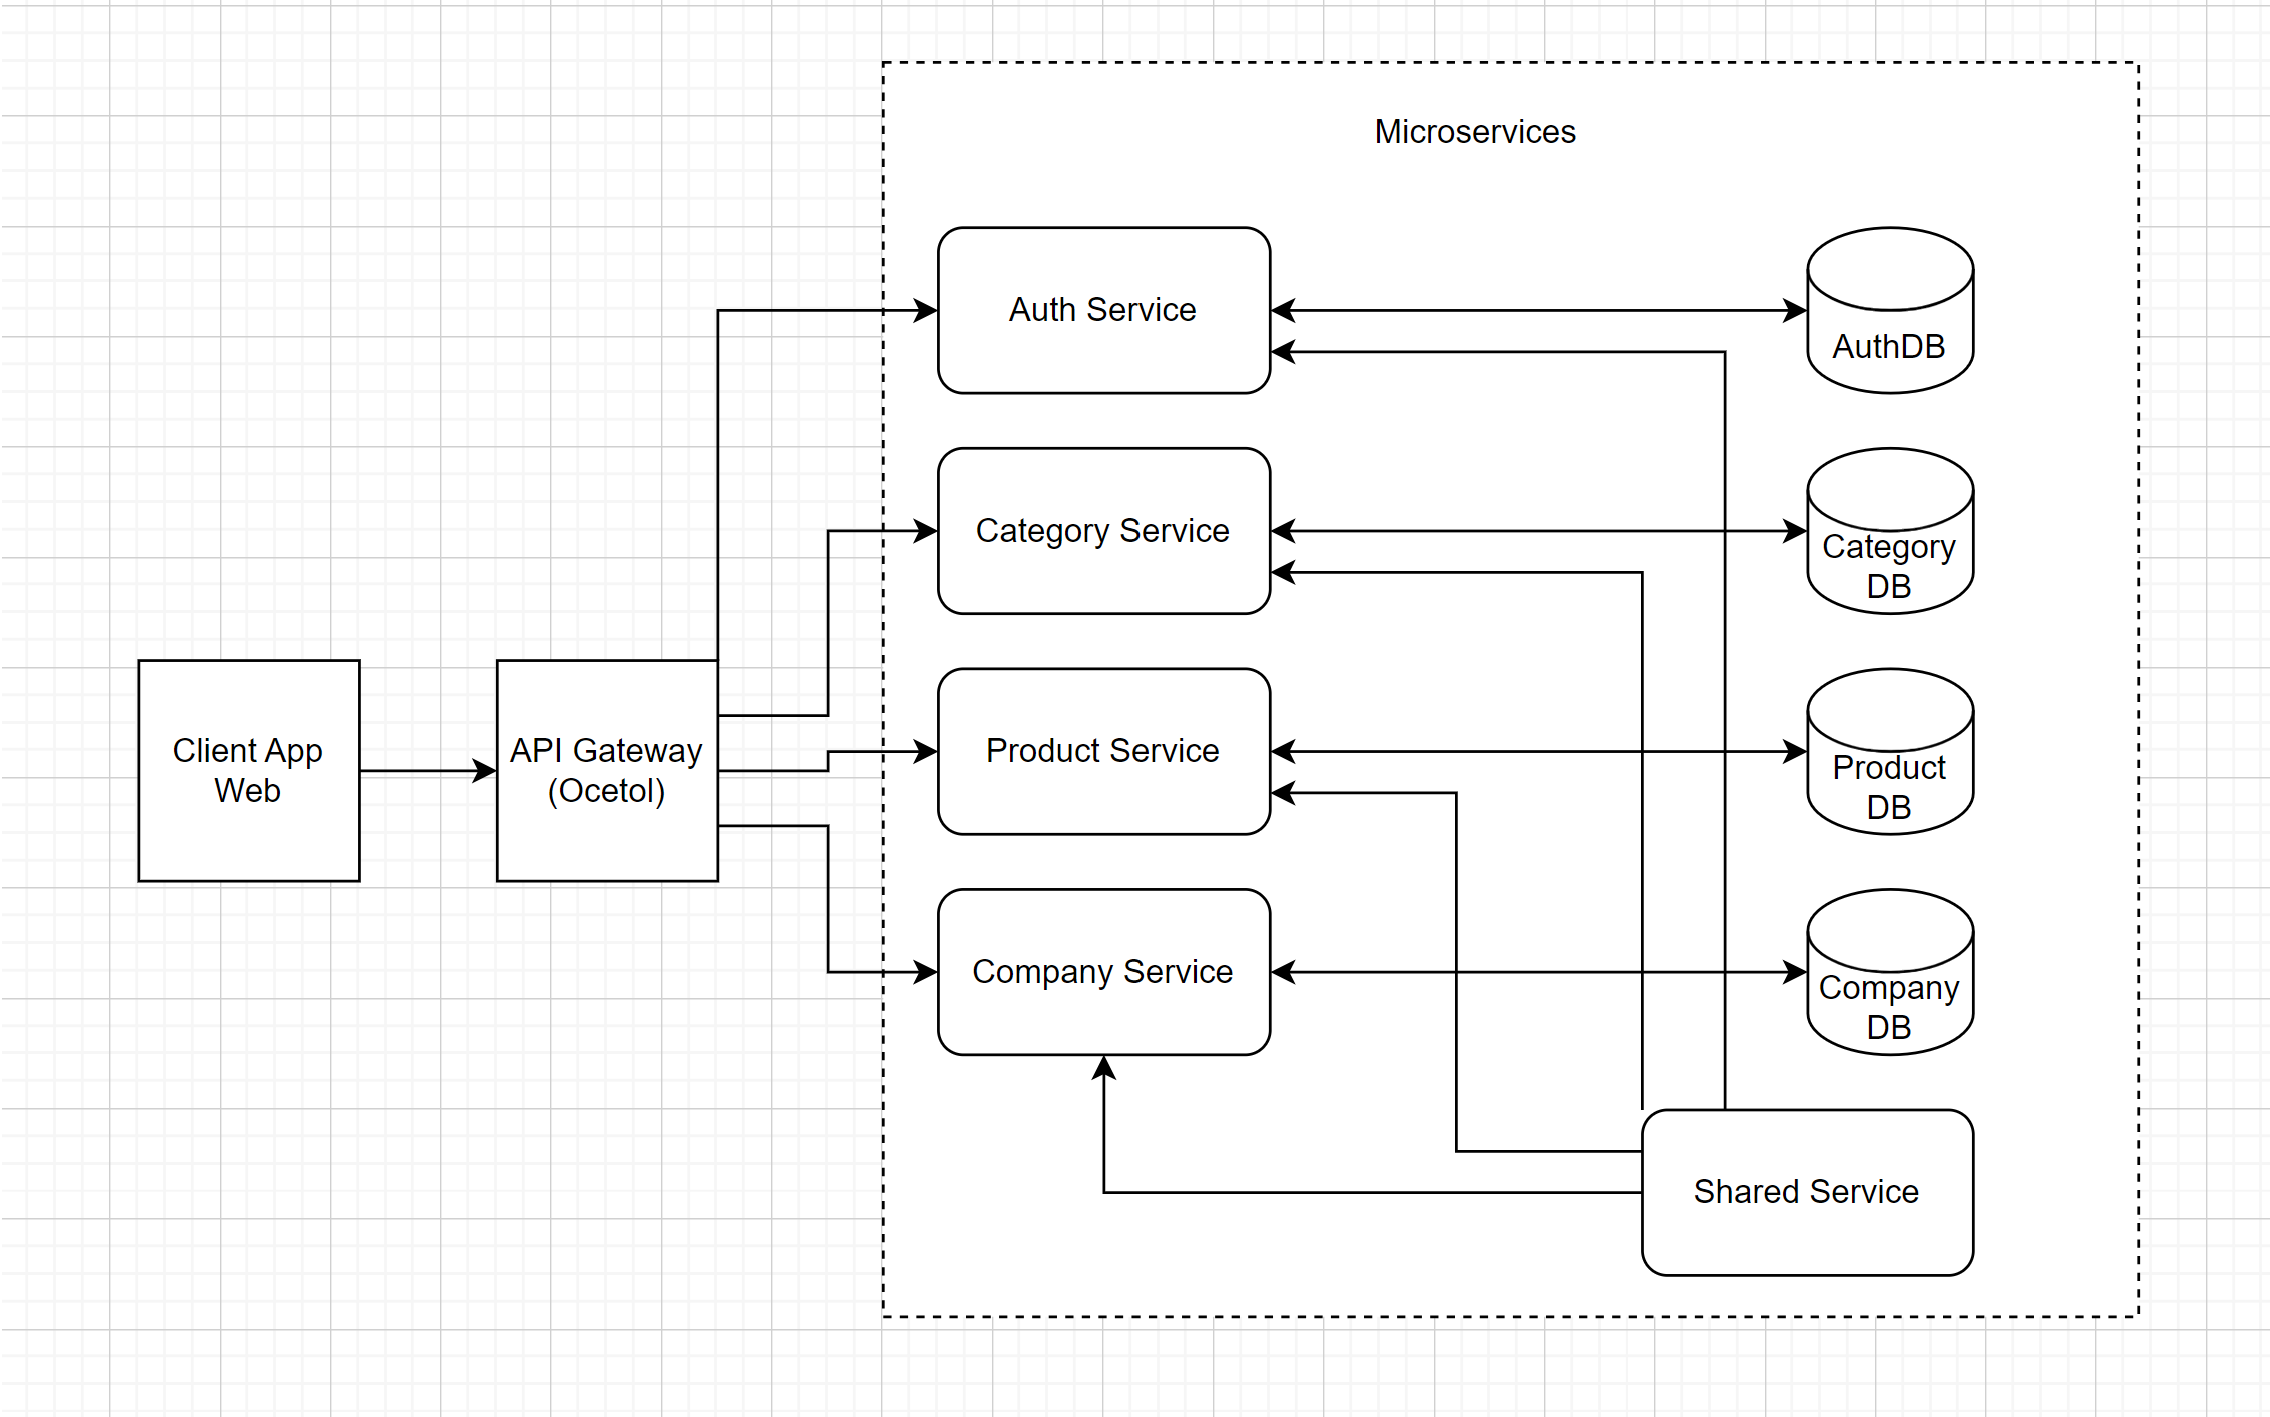 Microservices
Auth Service
AuthDB
Category Service
Category
DB
Client App
Web
API Gateway
(Ocetol)
Product Service
Product
DB
Company Service
Company
DB
Shared Service